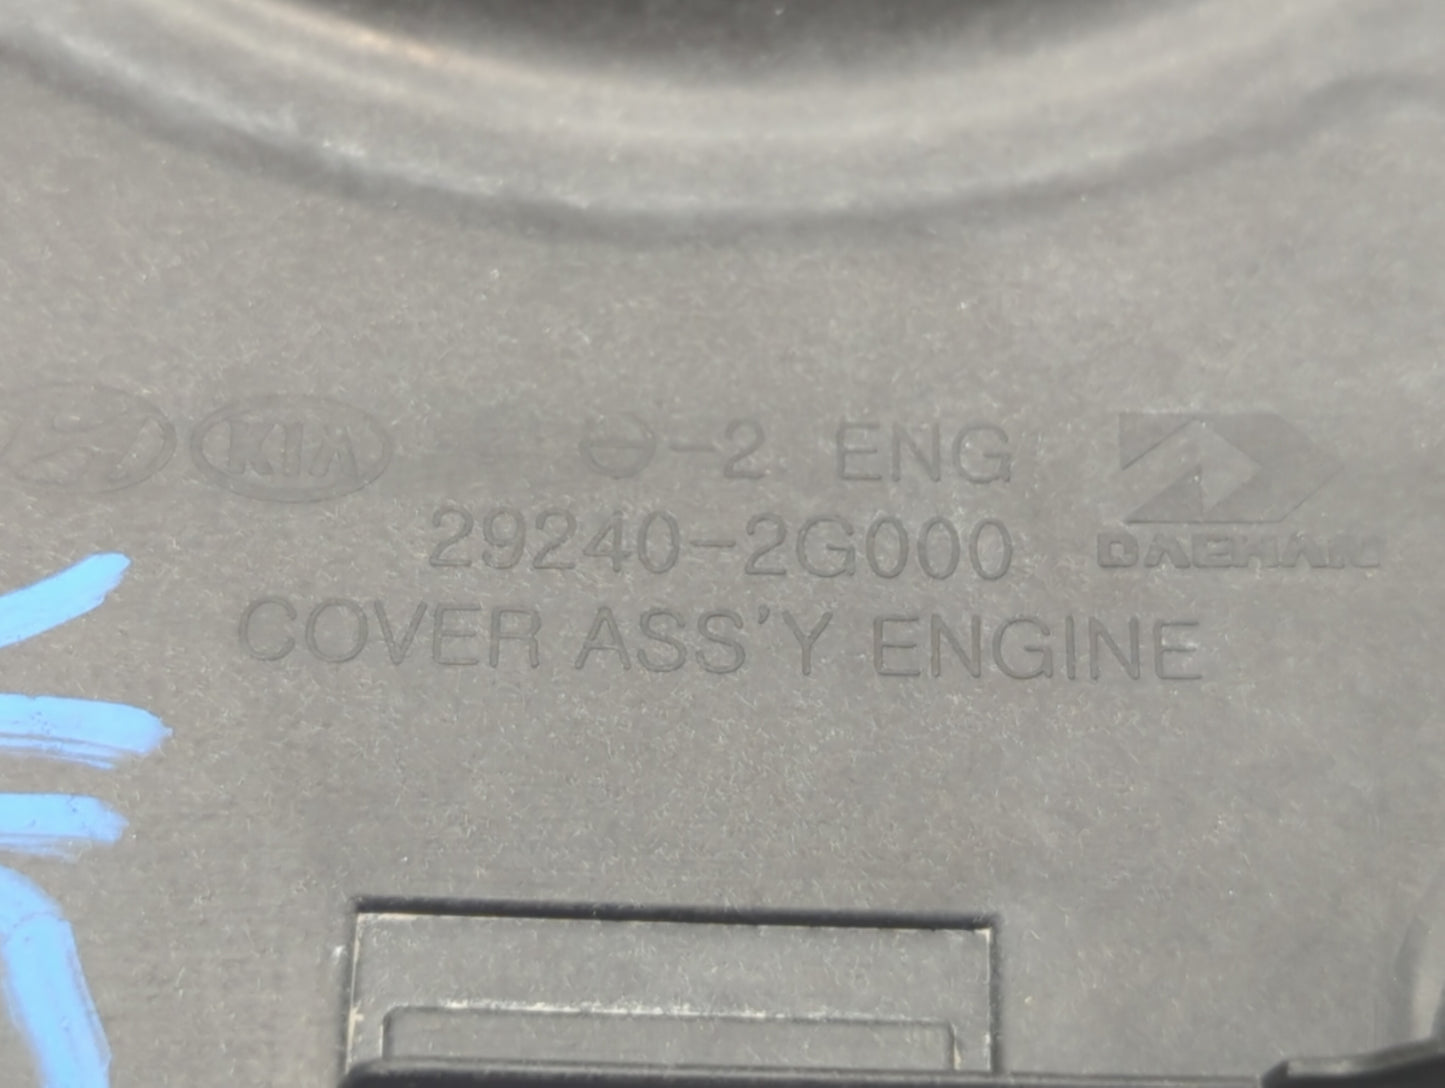 KIA
θ-2 ENG
29240-2G000
DAEHAN
COVER ASS'Y ENGINE